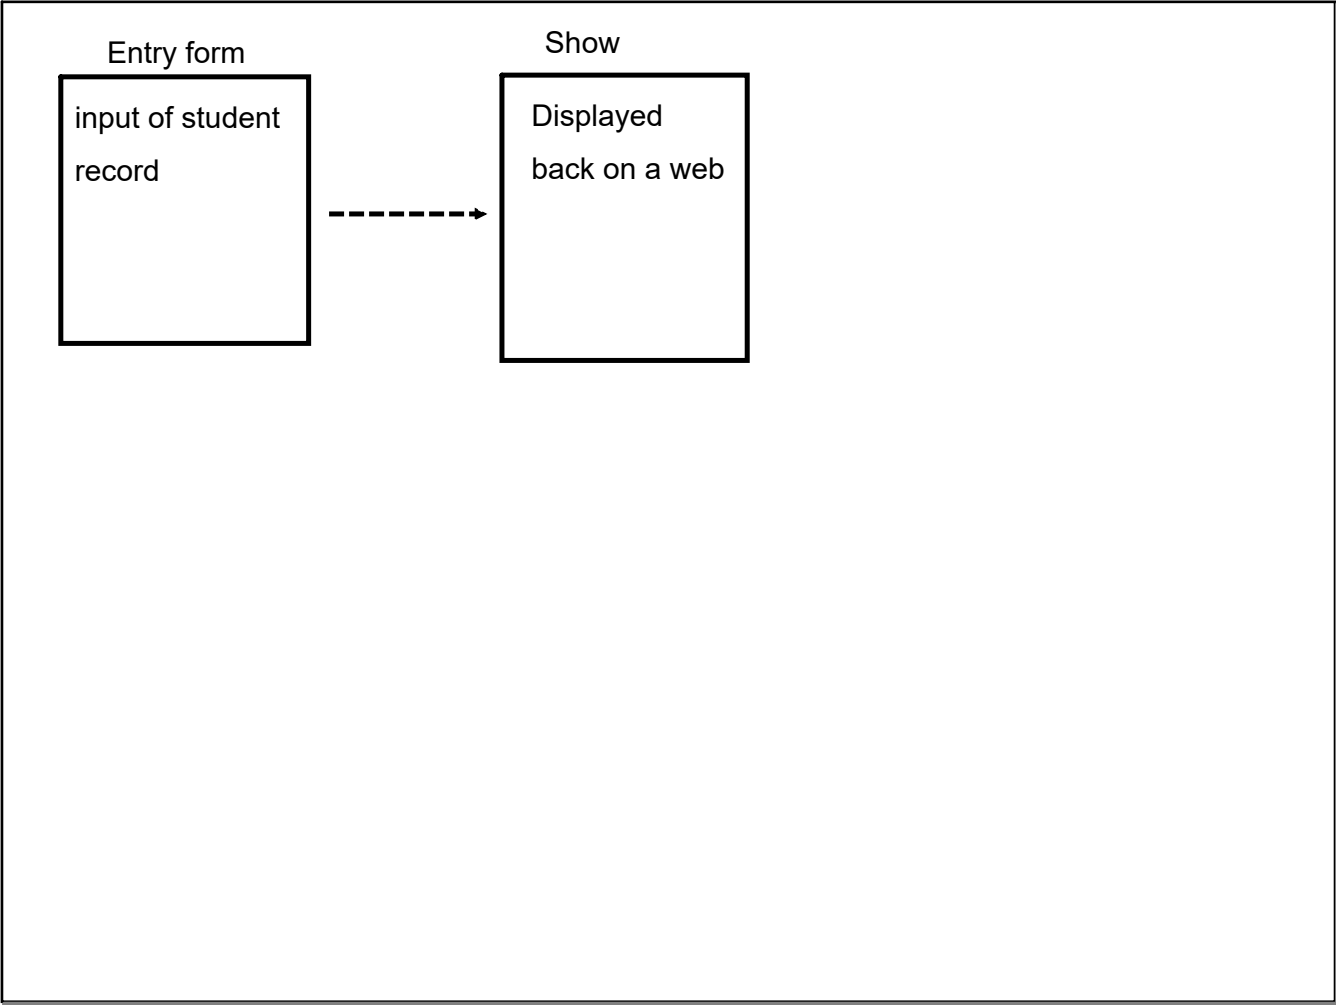 Entry form
input of student
record
Show
Displayed
back on a web